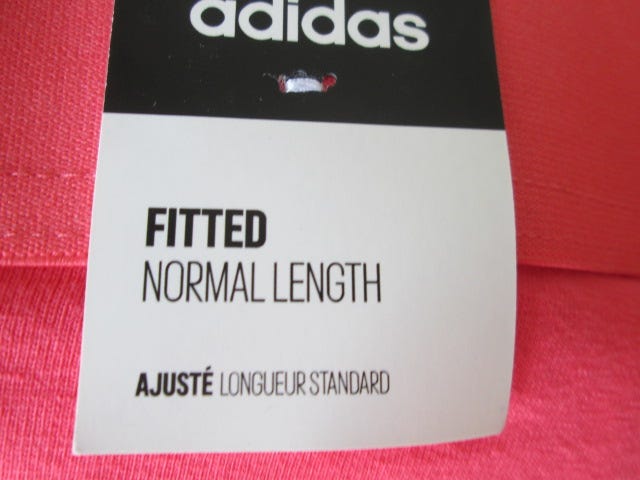 adidas
FITTED
NORMAL LENGTH
AJUSTÉ LONGUEUR STANDARD